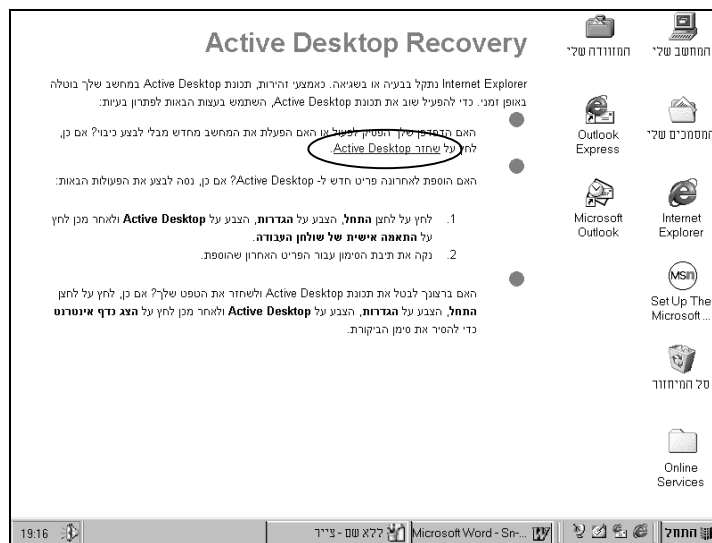 Active Desktop Recovery
Internet Explorer נתקל בבעיה או בשגיאה. כאמצעי זהירות, תכונת Active Desktop במחשב שלך בוטלה
באופן זמני. כדי להפעיל שוב את תכונת Active Desktop, השתמש בעצות הבאות לפתרון בעיות:
האם הדפדפן שלך הפסיק לפעול או האם הפעלת את המחשב מחדש מבלי לבצע כיבוי? אם כן,
לחץ על שחזר Active Desktop.
האם הוספת לאחרונה פריט חדש ל- Active Desktop? אם כן, נסה לבצע את הפעולות הבאות:
1. לחץ על לחצן התחל, הצבע על הגדרות, הצבע על Active Desktop ולאחר מכן לחץ
על התאמה אישית של שולחן העבודה.
2. נקה את תיבת הסימון עבור הפריט האחרון שהוספת.
האם ברצונך לבטל את תכונת Active Desktop ולשחזר את הטפט שלך? אם כן, לחץ על לחצן
התחל, הצבע על הגדרות, הצבע על Active Desktop ולאחר מכן לחץ על הצג כדף אינטרנט
כדי להסיר את סימן הביקורת.
המחשב שלי
המזוודה שלי
המסמכים שלי
Outlook
Express
Internet
Explorer
Microsoft
Outlook
msn
Set Up The
Microsoft ...
סל המיחזור
Online
Services
התחל
Microsoft Word - Sn-...
ללא שם - צייר
19:16